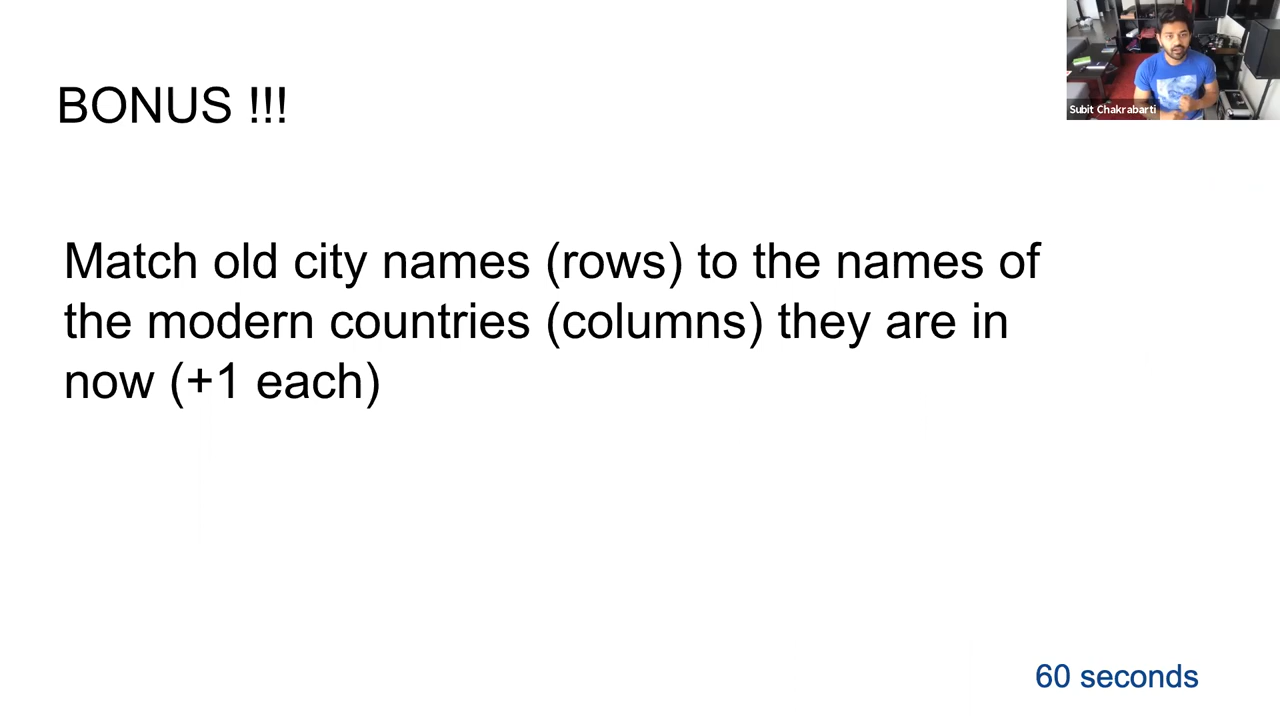 BONUS !!!
Subit Chakrabarti
Match old city names (rows) to the names of
the modern countries (columns) they are in
now (+1 each)
60 seconds